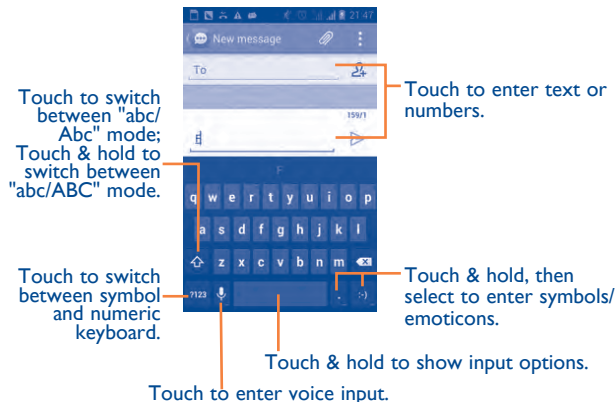 21:47
New message
To
159/1
E
F
q w e r t y u i o p
a s d f g h j k l
z x c v b n m
?123 . :-)
Touch to switch
between "abc/
Abc" mode;
Touch & hold to
switch between
"abc/ABC" mode.
Touch to switch
between symbol
and numeric
keyboard.
Touch to enter text or
numbers.
Touch & hold, then
select to enter symbols/
emoticons.
Touch & hold to show input options.
Touch to enter voice input.